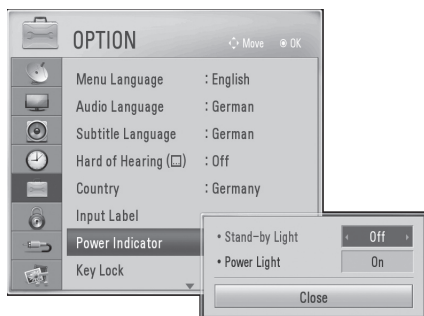 OPTION
Move OK
Menu Language : English
Audio Language : German
Subtitle Language : German
Hard of Hearing ( ) : Off
Country : Germany
Input Label
Power Indicator
Key Lock
• Stand-by Light Off
• Power Light On
Close